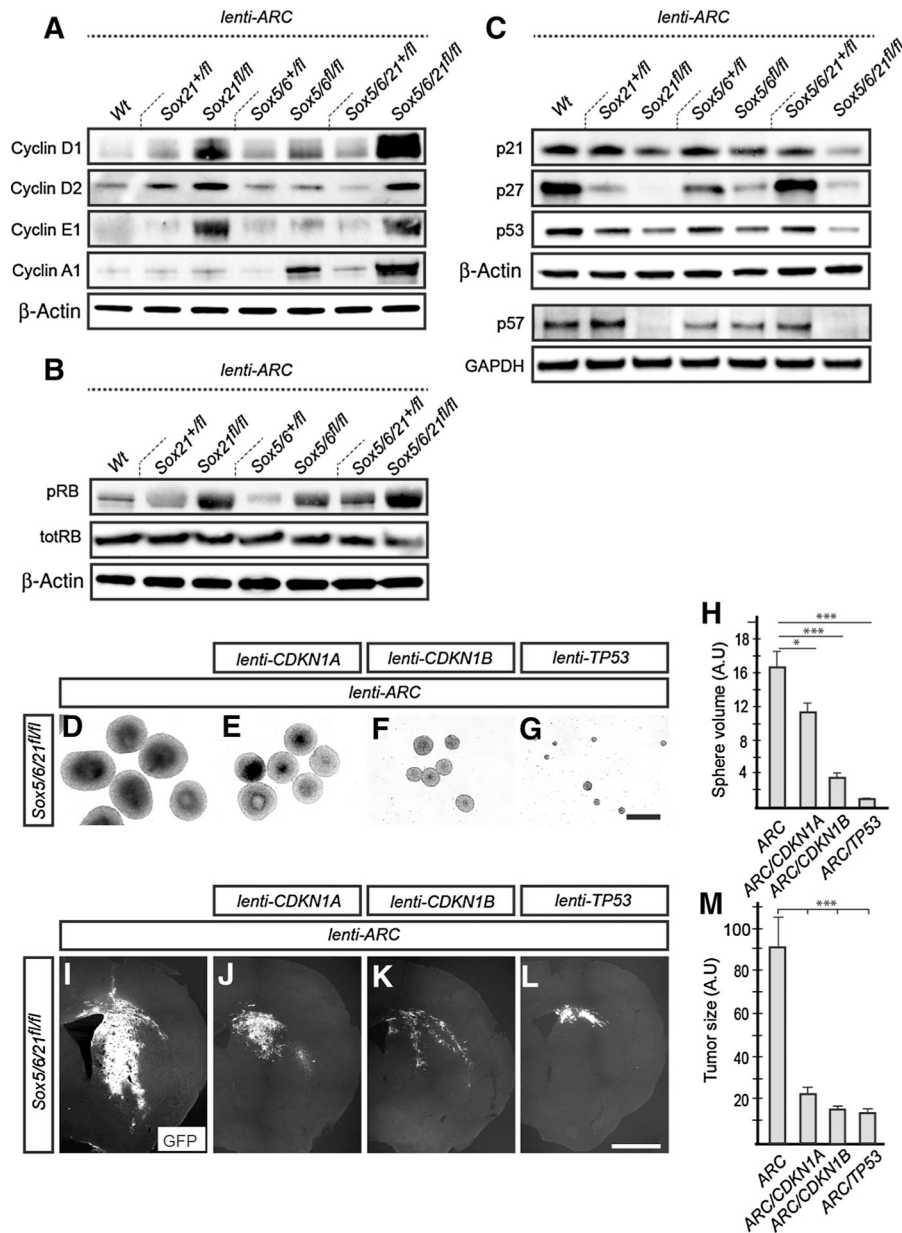 A
lenti-ARC
Wt
Sox21+/fl
Sox21fl/fl
Sox5/6+/fl
Sox5/6fl/fl
Sox5/6/21+/fl
Sox5/6/21fl/fl
Cyclin D1
Cyclin D2
Cyclin E1
Cyclin A1
β-Actin
B
lenti-ARC
Wt
Sox21+/fl
Sox21fl/fl
Sox5/6+/fl
Sox5/6fl/fl
Sox5/6/21+/fl
Sox5/6/21fl/fl
pRB
totRB
β-Actin
C
lenti-ARC
Wt
Sox21+/fl
Sox21fl/fl
Sox5/6+/fl
Sox5/6fl/fl
Sox5/6/21+/fl
Sox5/6/21fl/fl
p21
p27
p53
β-Actin
p57
GAPDH
lenti-CDKN1A
lenti-CDKN1B
lenti-TP53
lenti-ARC
Sox5/6/21fl/fl
D
E
F
G
H
Sphere volume (A.U)
18
16
12
8
4
***
***
*
ARC
ARC/CDKN1A
ARC/CDKN1B
ARC/TP53
lenti-CDKN1A
lenti-CDKN1B
lenti-TP53
lenti-ARC
Sox5/6/21fl/fl
I
GFP
J
K
L
M
Tumor size (A.U)
100
80
60
40
20
***
ARC
ARC/CDKN1A
ARC/CDKN1B
ARC/TP53